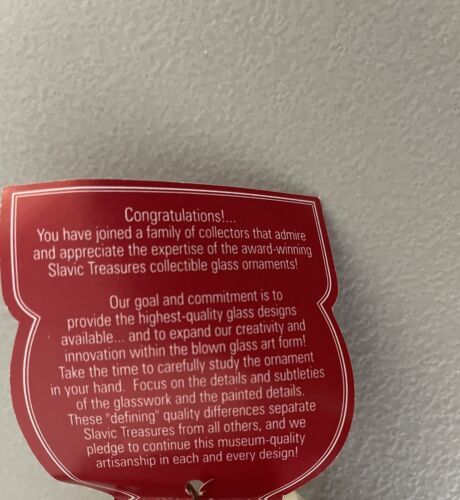 Congratulations!...
You have joined a family of collectors that admire
and appreciate the expertise of the award-winning
Slavic Treasures collectible glass ornaments!
Our goal and commitment is to
provide the highest-quality glass designs
available... and to expand our creativity and
innovation within the blown glass art form!
Take the time to carefully study the ornament
in your hand. Focus on the details and subtleties
of the glasswork and the painted details.
These "defining" quality differences separate
Slavic Treasures from all others, and we
pledge to continue this museum-quality
artisanship in each and every design!